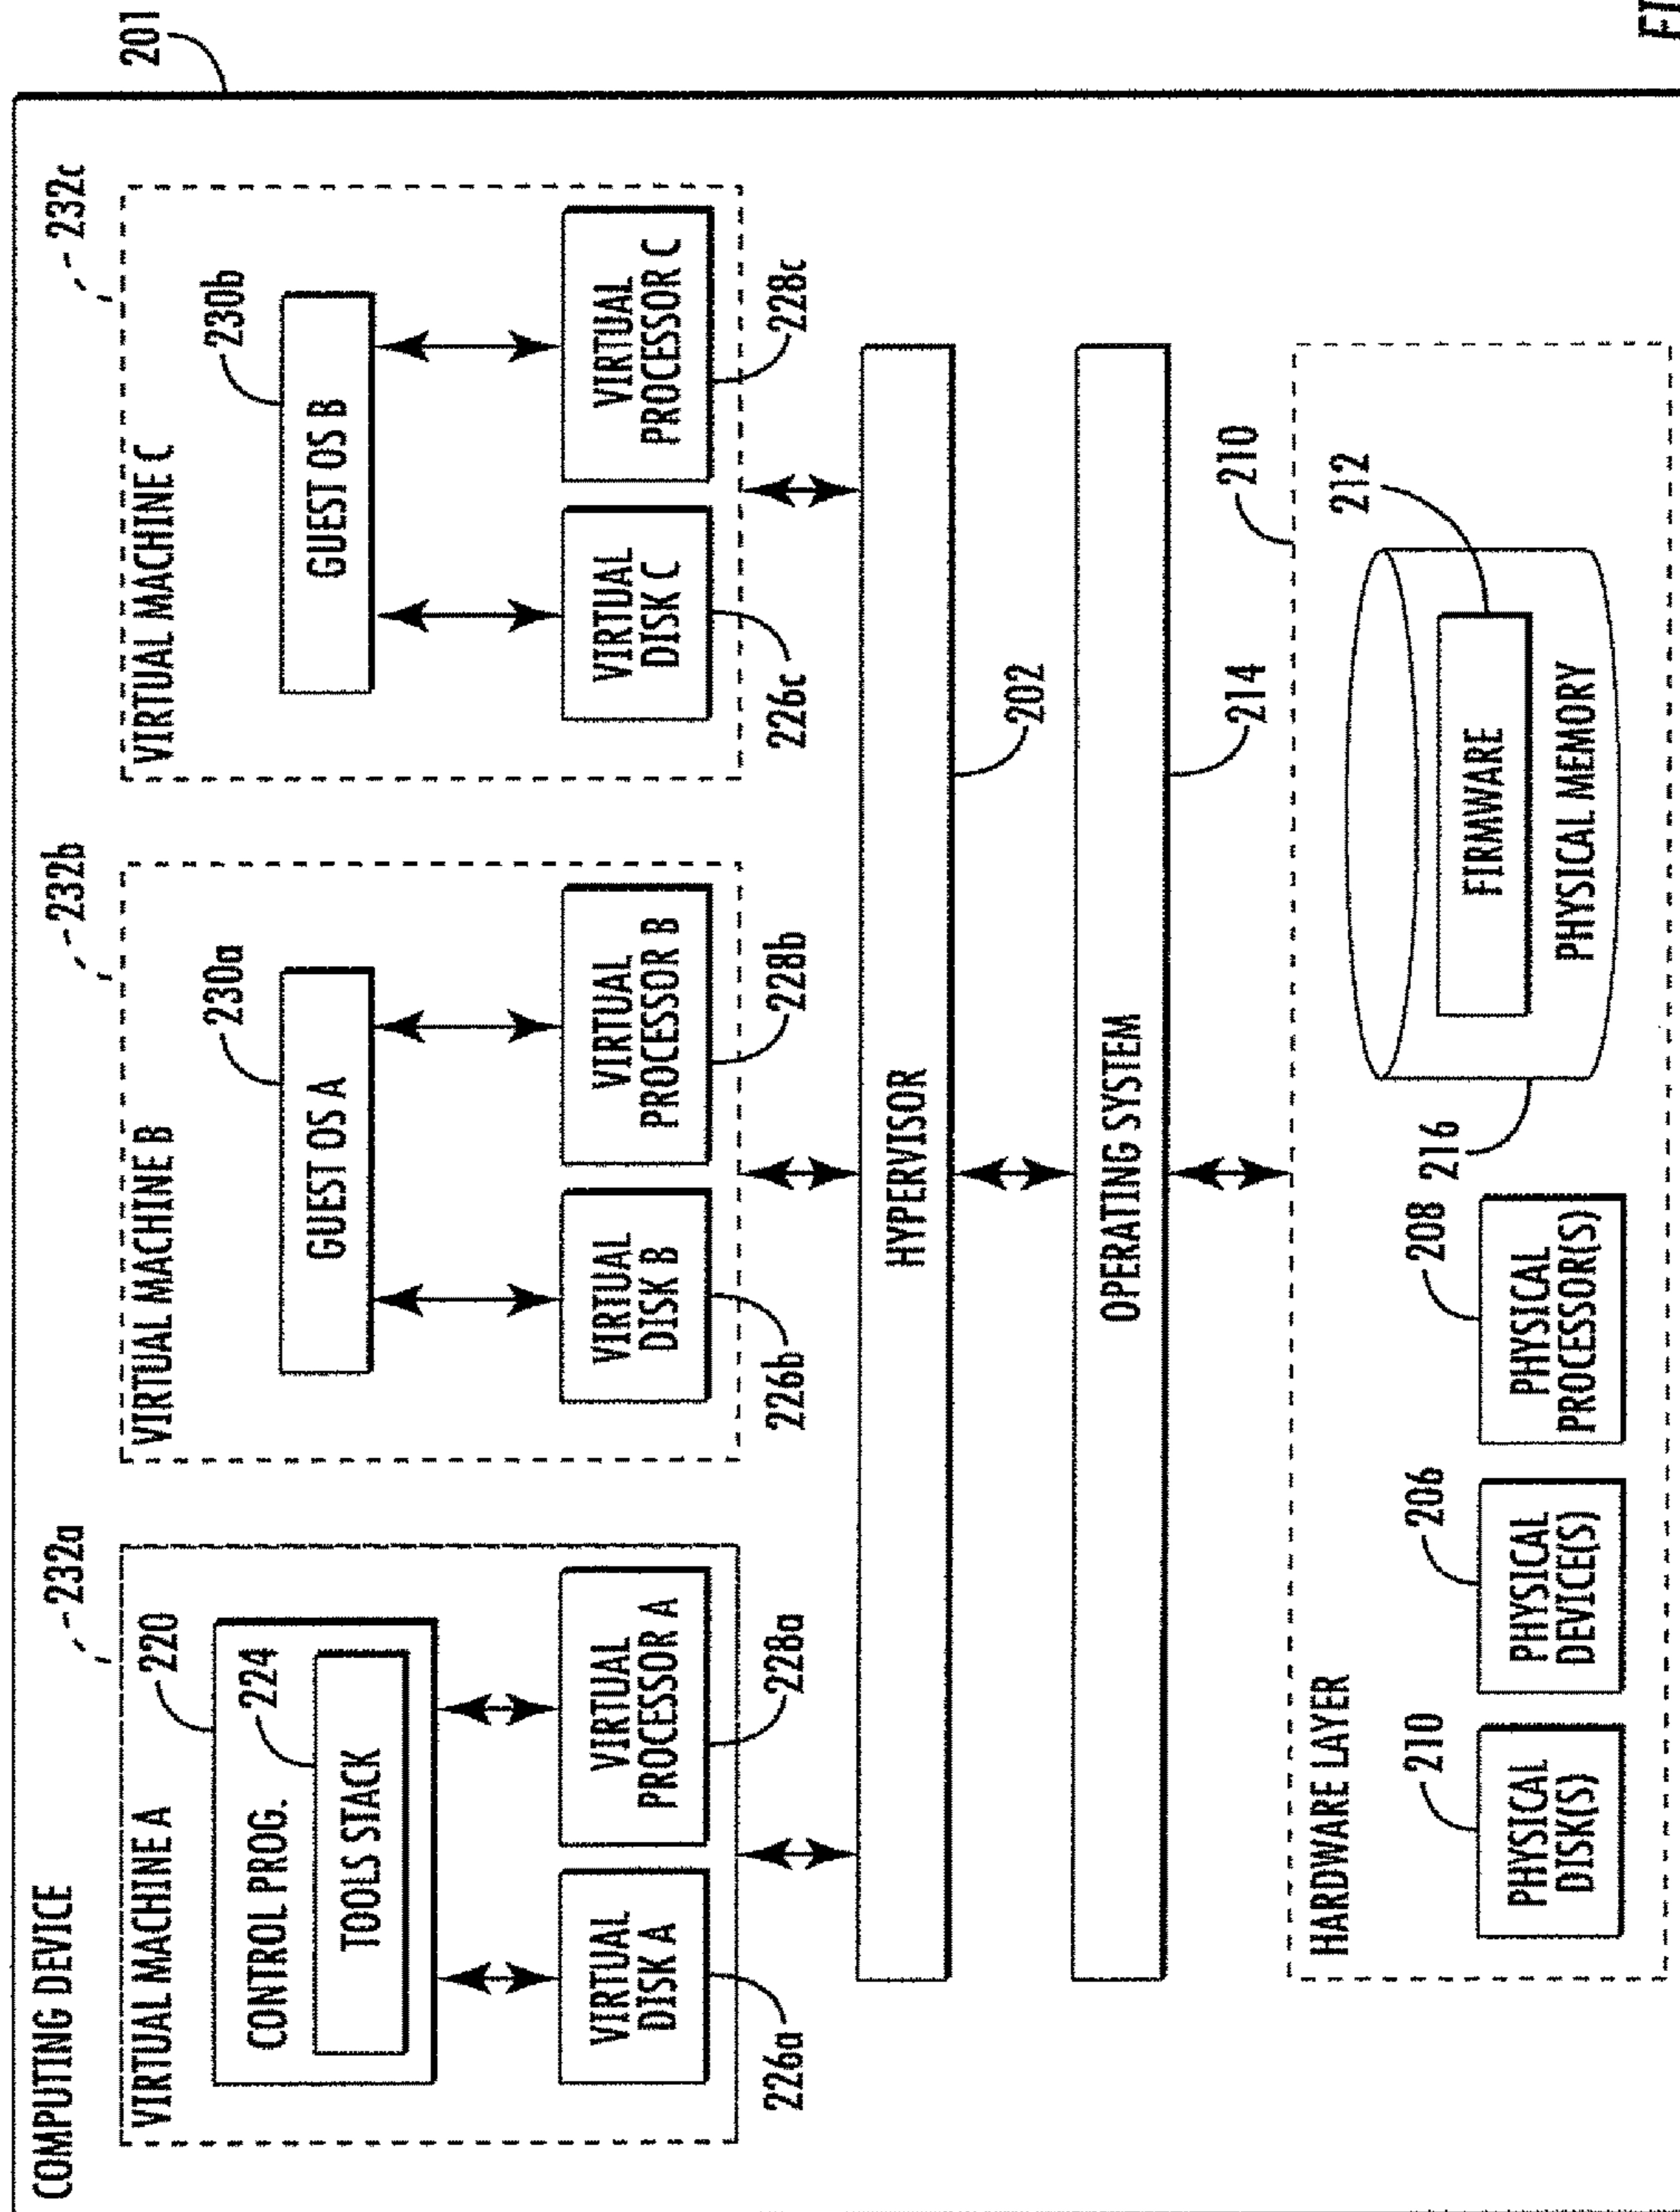 COMPUTING DEVICE
201
232a
232b
232c
VIRTUAL MACHINE A
220
CONTROL PROG.
224
TOOLS STACK
VIRTUAL
DISK A
226a
VIRTUAL
PROCESSOR A
228a
VIRTUAL MACHINE B
230a
GUEST OS A
VIRTUAL
DISK B
226b
VIRTUAL
PROCESSOR B
228b
VIRTUAL MACHINE C
230b
GUEST OS B
VIRTUAL
DISK C
226c
VIRTUAL
PROCESSOR C
228c
HYPERVISOR
202
OPERATING SYSTEM
214
HARDWARE LAYER
210
210
PHYSICAL
DISK(S)
206
PHYSICAL
DEVICE(S)
208
PHYSICAL
PROCESSOR(S)
216
212
FIRMWARE
PHYSICAL MEMORY